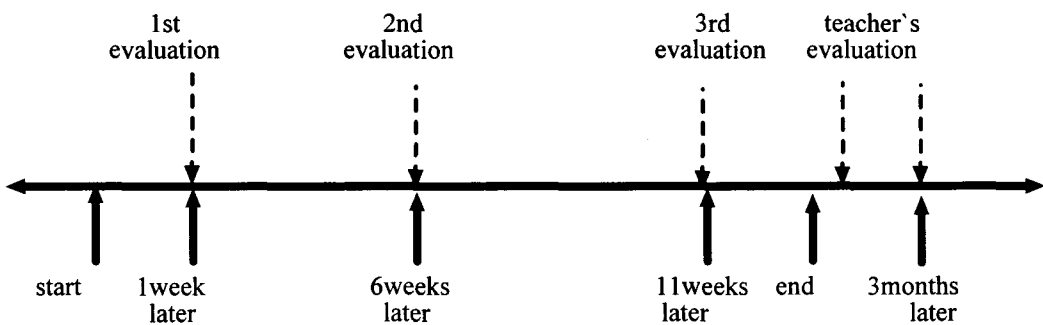 1st
evaluation
2nd
evaluation
3rd
evaluation
teacher`s
evaluation
start
1week
later
6weeks
later
11weeks
later
end
3months
later